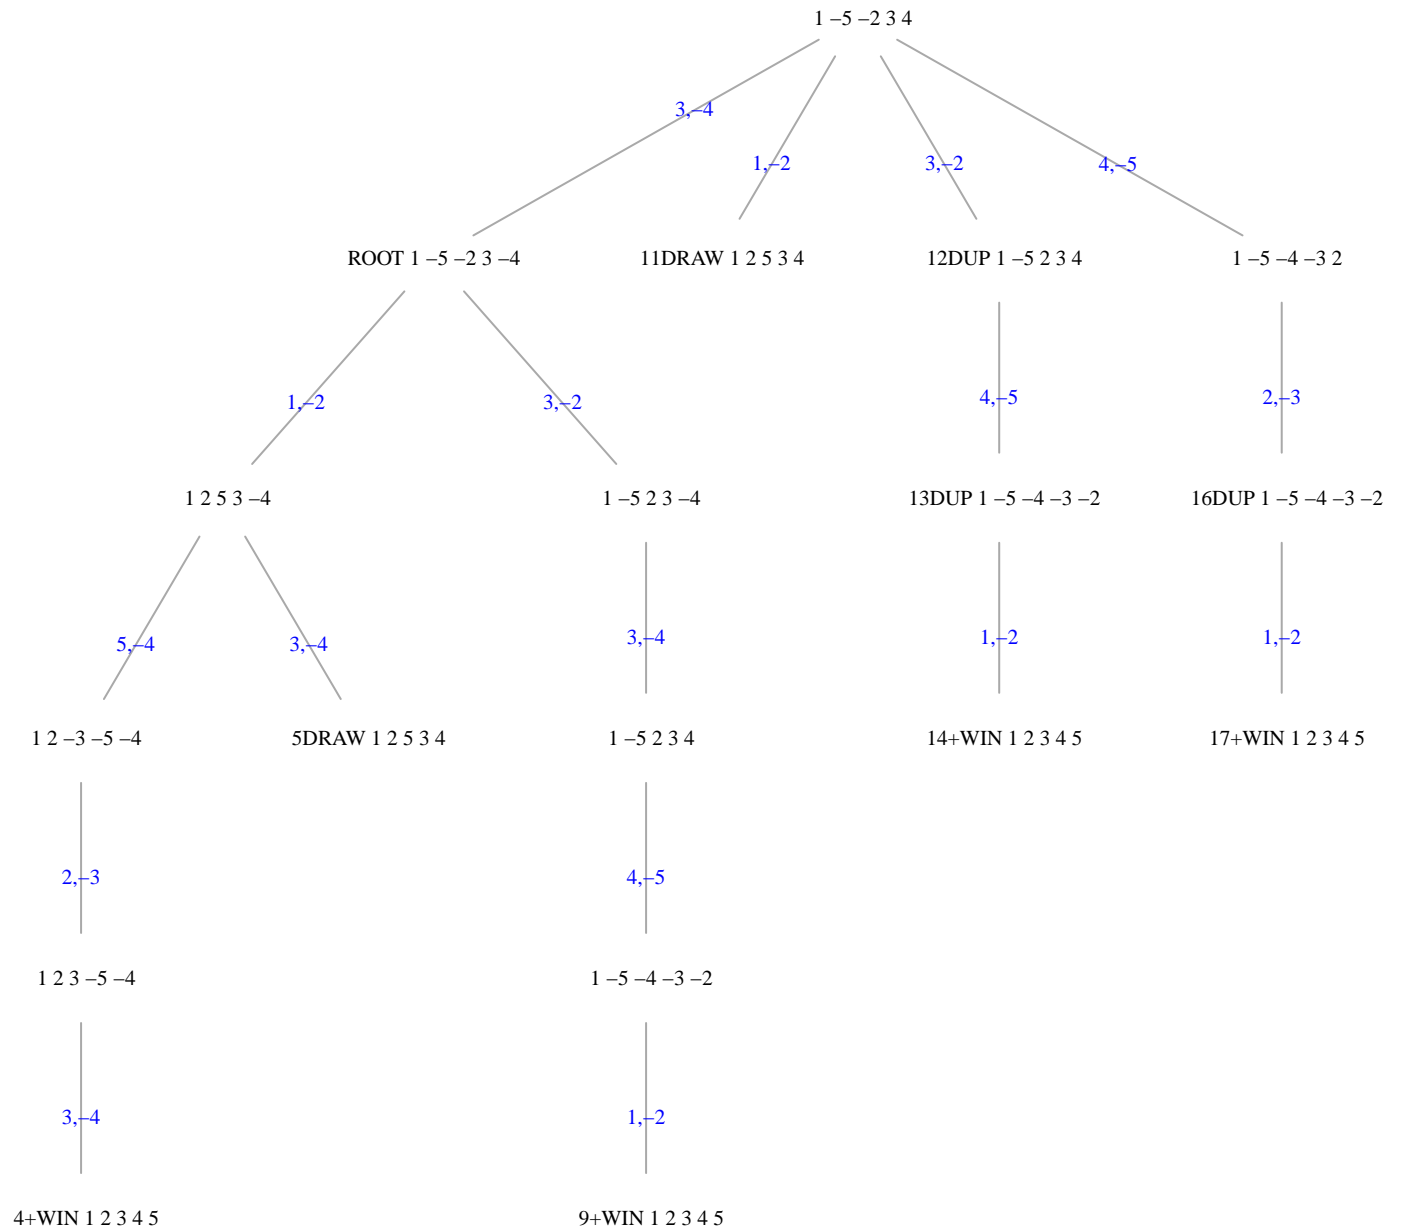 1 –5 –2 3 4
3,–4
1,–2
3,–2
4,–5
ROOT 1 –5 –2 3 –4
11DRAW 1 2 5 3 4
12DUP 1 –5 2 3 4
1 –5 –4 –3 2
1,–2
3,–2
4,–5
2,–3
1 2 5 3 –4
1 –5 2 3 –4
13DUP 1 –5 –4 –3 –2
16DUP 1 –5 –4 –3 –2
5,–4
3,–4
3,–4
1,–2
1,–2
1 2 –3 –5 –4
5DRAW 1 2 5 3 4
1 –5 2 3 4
14+WIN 1 2 3 4 5
17+WIN 1 2 3 4 5
2,–3
4,–5
1 2 3 –5 –4
1 –5 –4 –3 –2
3,–4
1,–2
4+WIN 1 2 3 4 5
9+WIN 1 2 3 4 5